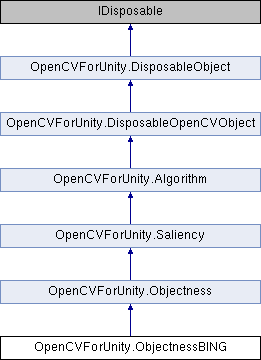 IDisposable
OpenCVForUnity.DisposableObject
OpenCVForUnity.DisposableOpenCVObject
OpenCVForUnity.Algorithm
OpenCVForUnity.Saliency
OpenCVForUnity.Objectness
OpenCVForUnity.ObjectnessBING